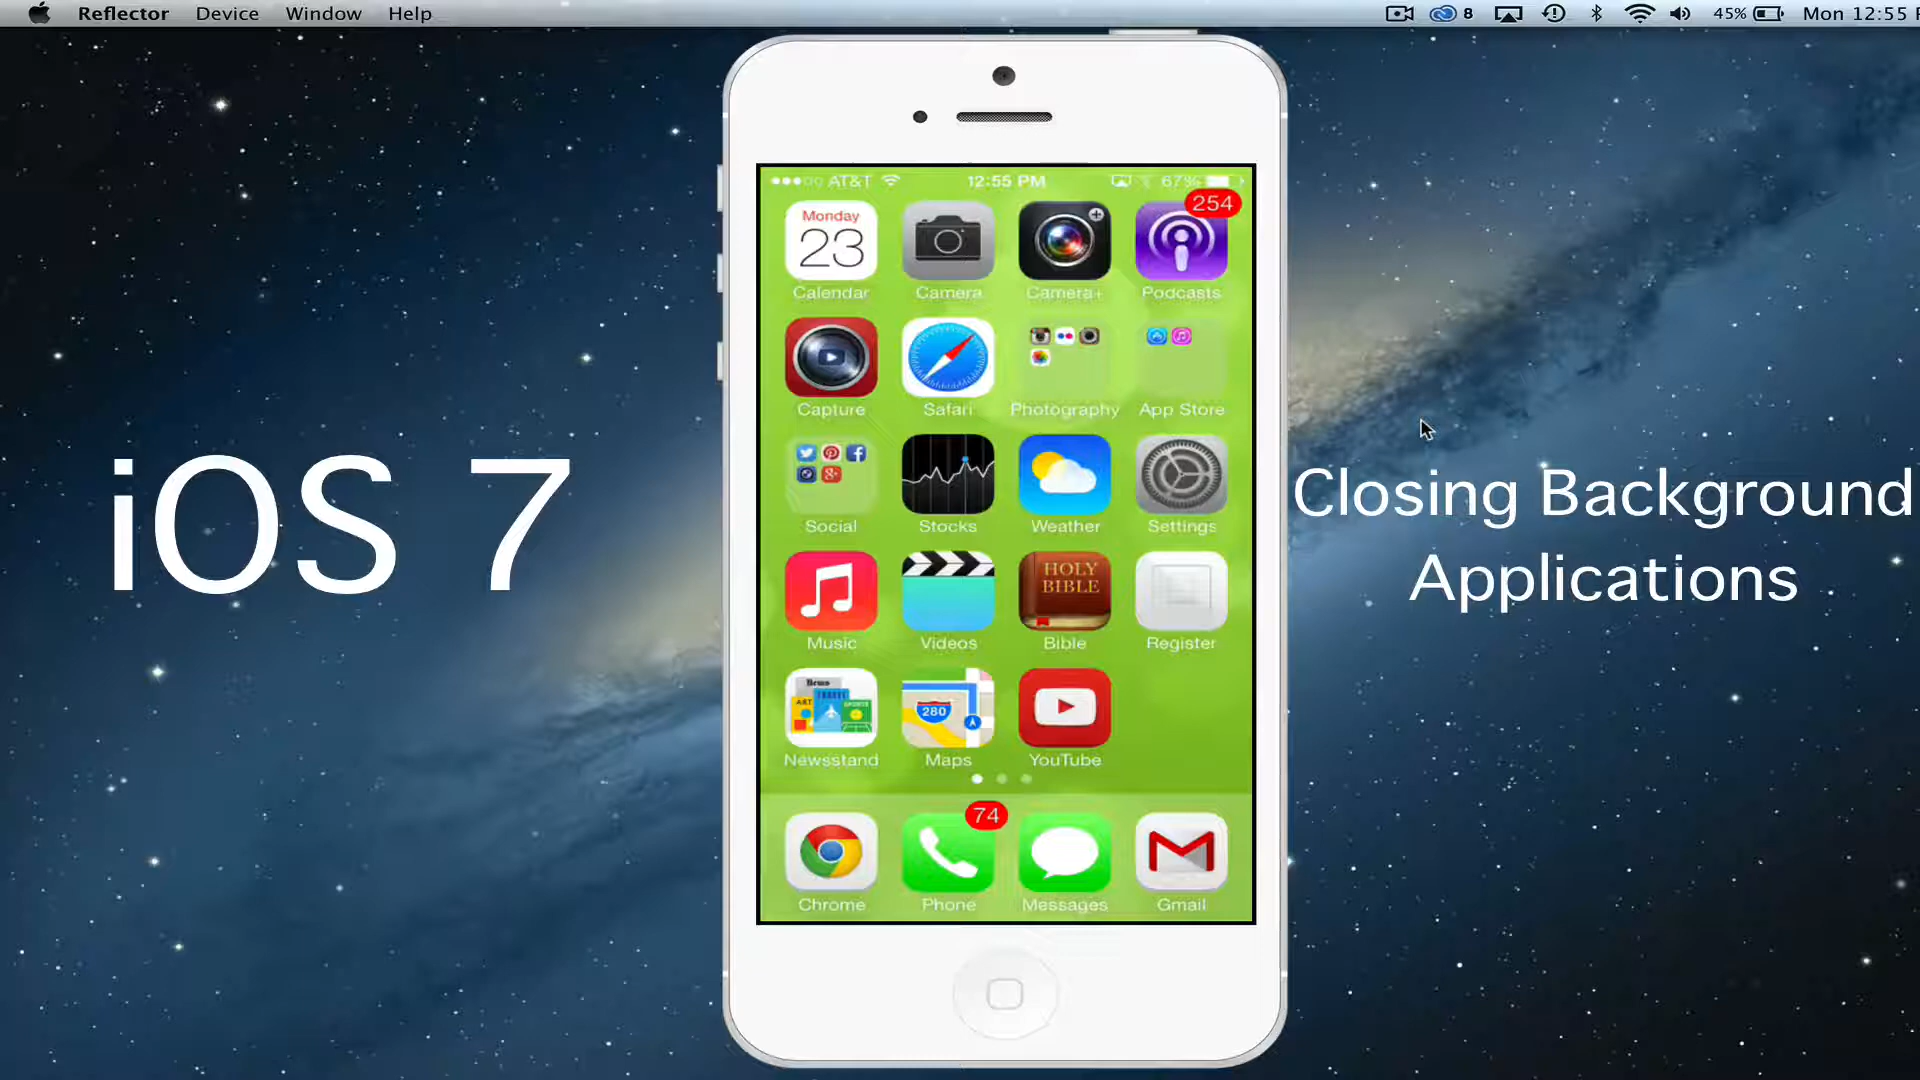 Reflector Device Window Help 8 45% Mon 12:55
AT&T 12:55 PM 67%
254
Monday
23
Calendar Camera Camera+ Podcasts
Capture Safari Photography App Store
iOS 7
Closing Background
Applications
Social Stocks Weather Settings
HOLY
BIBLE
Music Videos Bible Register
280
Newsstand Maps YouTube
74
Chrome Phone Messages Gmail